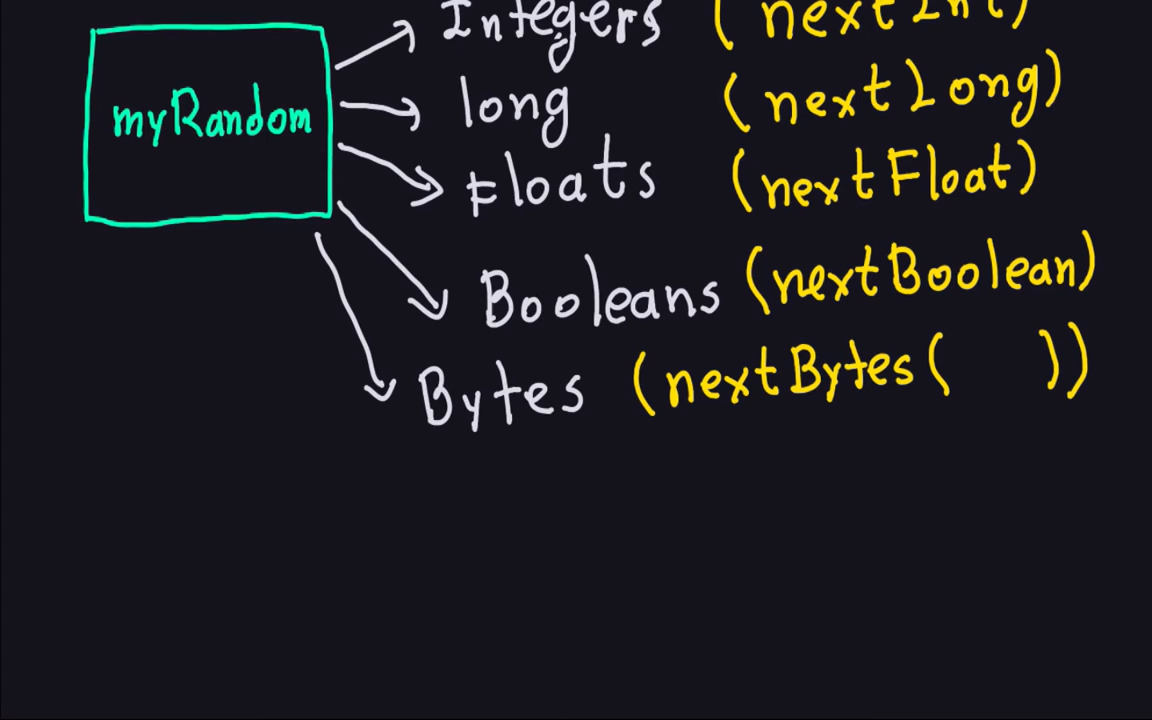 Integers (nextInt)
myRandom
long (nextLong)
Floats (nextFloat)
Booleans (nextBoolean)
Bytes (nextBytes( ))